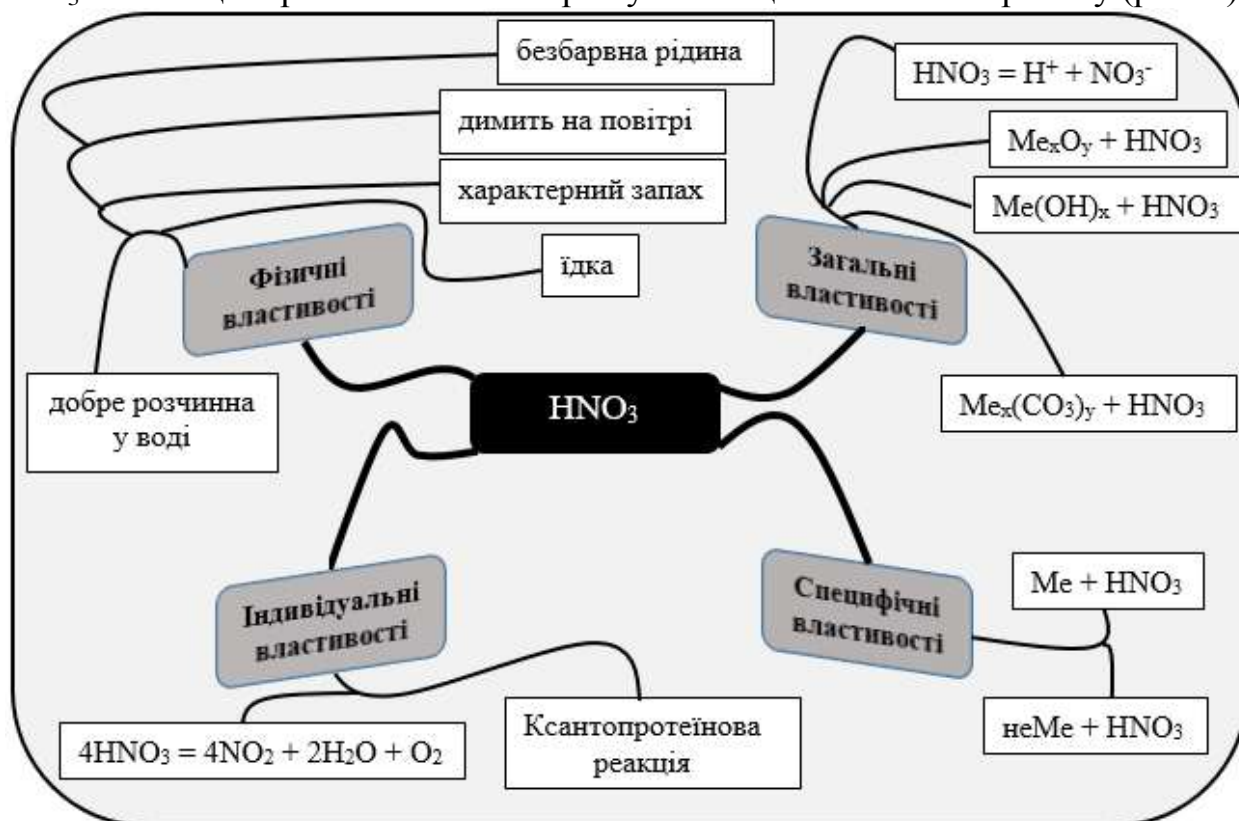 безбарвна рідина
димить на повітрі
характерний запах
їдка
добре розчинна
у воді
Фізичні
властивості
HNO₃ = H⁺ + NO₃⁻
MeₓOᵧ + HNO₃
Me(OH)ₓ + HNO₃
Meₓ(CO₃)ᵧ + HNO₃
Загальні
властивості
HNO₃
Індивідуальні
властивості
4HNO₃ = 4NO₂ + 2H₂O + O₂
Ксантопротеїнова
реакція
Специфічні
властивості
Me + HNO₃
неMe + HNO₃